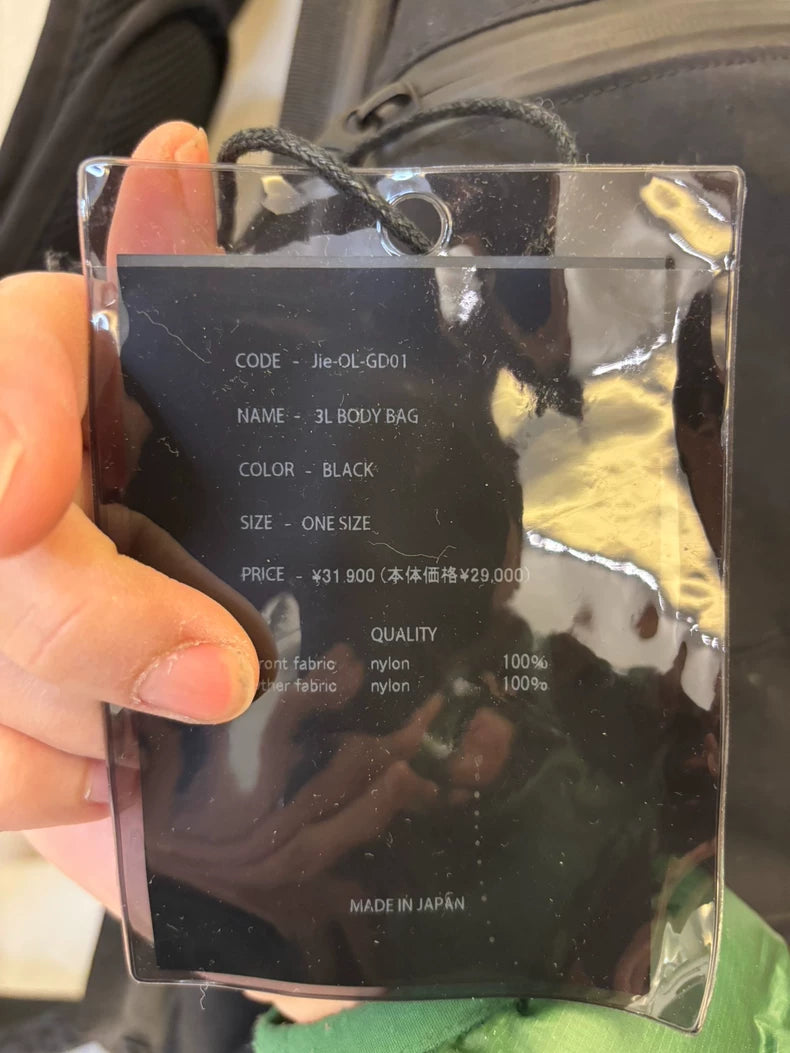 CODE - Jie-OL-GD01
NAME - 3L BODY BAG
COLOR - BLACK
SIZE - ONE SIZE
PRICE - ¥31.900 (本体価格¥29,000)
QUALITY
ront fabric nylon 100%
ther fabric nylon 100%
MADE IN JAPAN